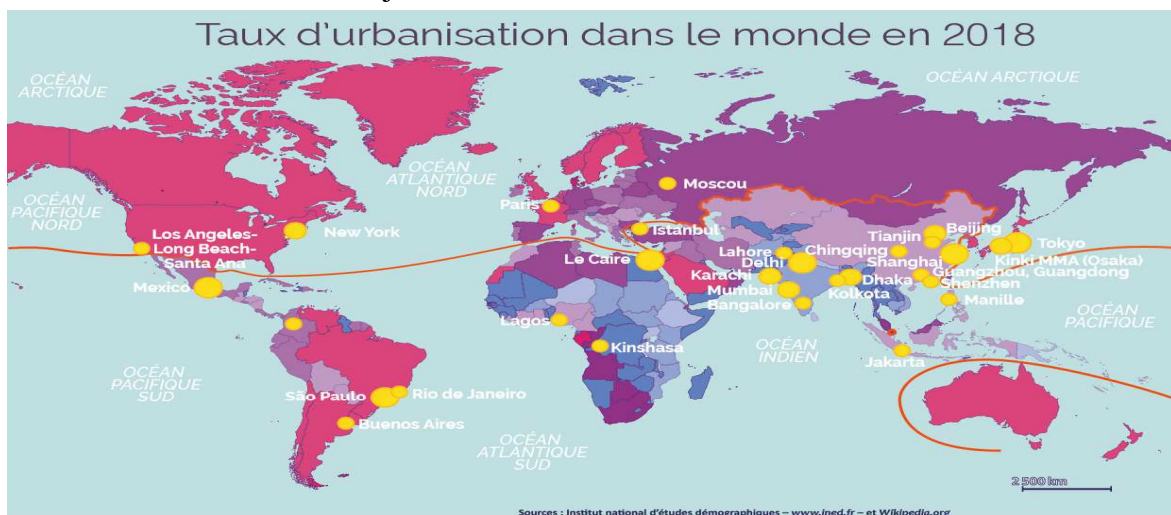 Taux d'urbanisation dans le monde en 2018
OCÉAN
ARCTIQUE
OCÉAN ARCTIQUE
OCÉAN
ATLANTIQUE
NORD
OCÉAN
PACIFIQUE
NORD
Moscou
Paris
Istanbul
New York
Los Angeles-
Long Beach-
Santa Ana
Le Caire
Lahore
Delhi
Chingqing
Tianjin
Beijing
Tokyo
Shanghai
Kinki MMA (Osaka)
Mexico
Karachi
Mumbai
Bangalore
Dhaka
Kolkota
Guangzhou, Guangdong
Shenzhen
Manille
OCÉAN
PACIFIQUE
Lagos
Kinshasa
OCÉAN
INDIEN
Jakarta
OCÉAN
PACIFIQUE
SUD
São Paulo
Rio de Janeiro
Buenos Aires
OCÉAN
ATLANTIQUE
SUD
2 500 km
Sources : Institut national d'études démographiques – www.ined.fr – et Wikipedia.org